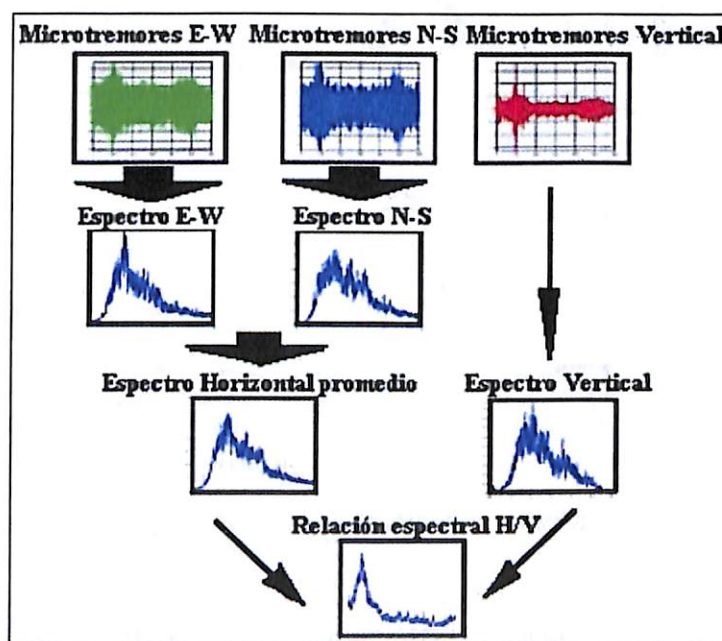 Microtremores E-W Microtremores N-S Microtremores Vertical
Espectro E-W Espectro N-S
Espectro Horizontal promedio Espectro Vertical
Relación espectral H/V